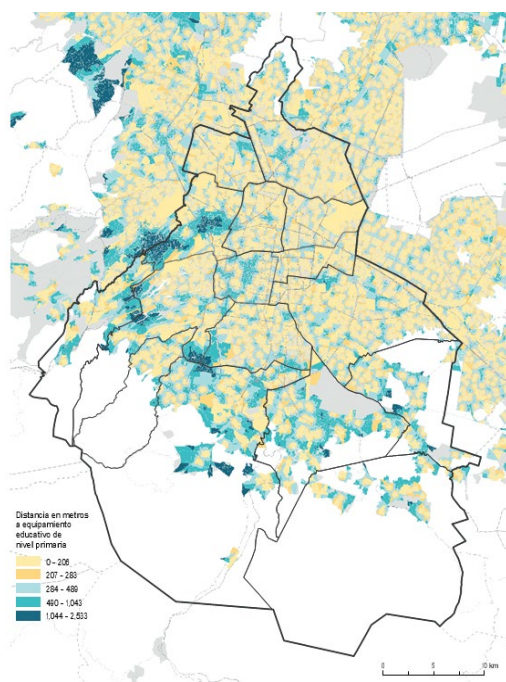 Distancia en metros
a equipamiento
educativo de
nivel primaria
0 - 206
207 - 283
284 - 489
490 - 1,043
1,044 - 2,533
0 5 10 km